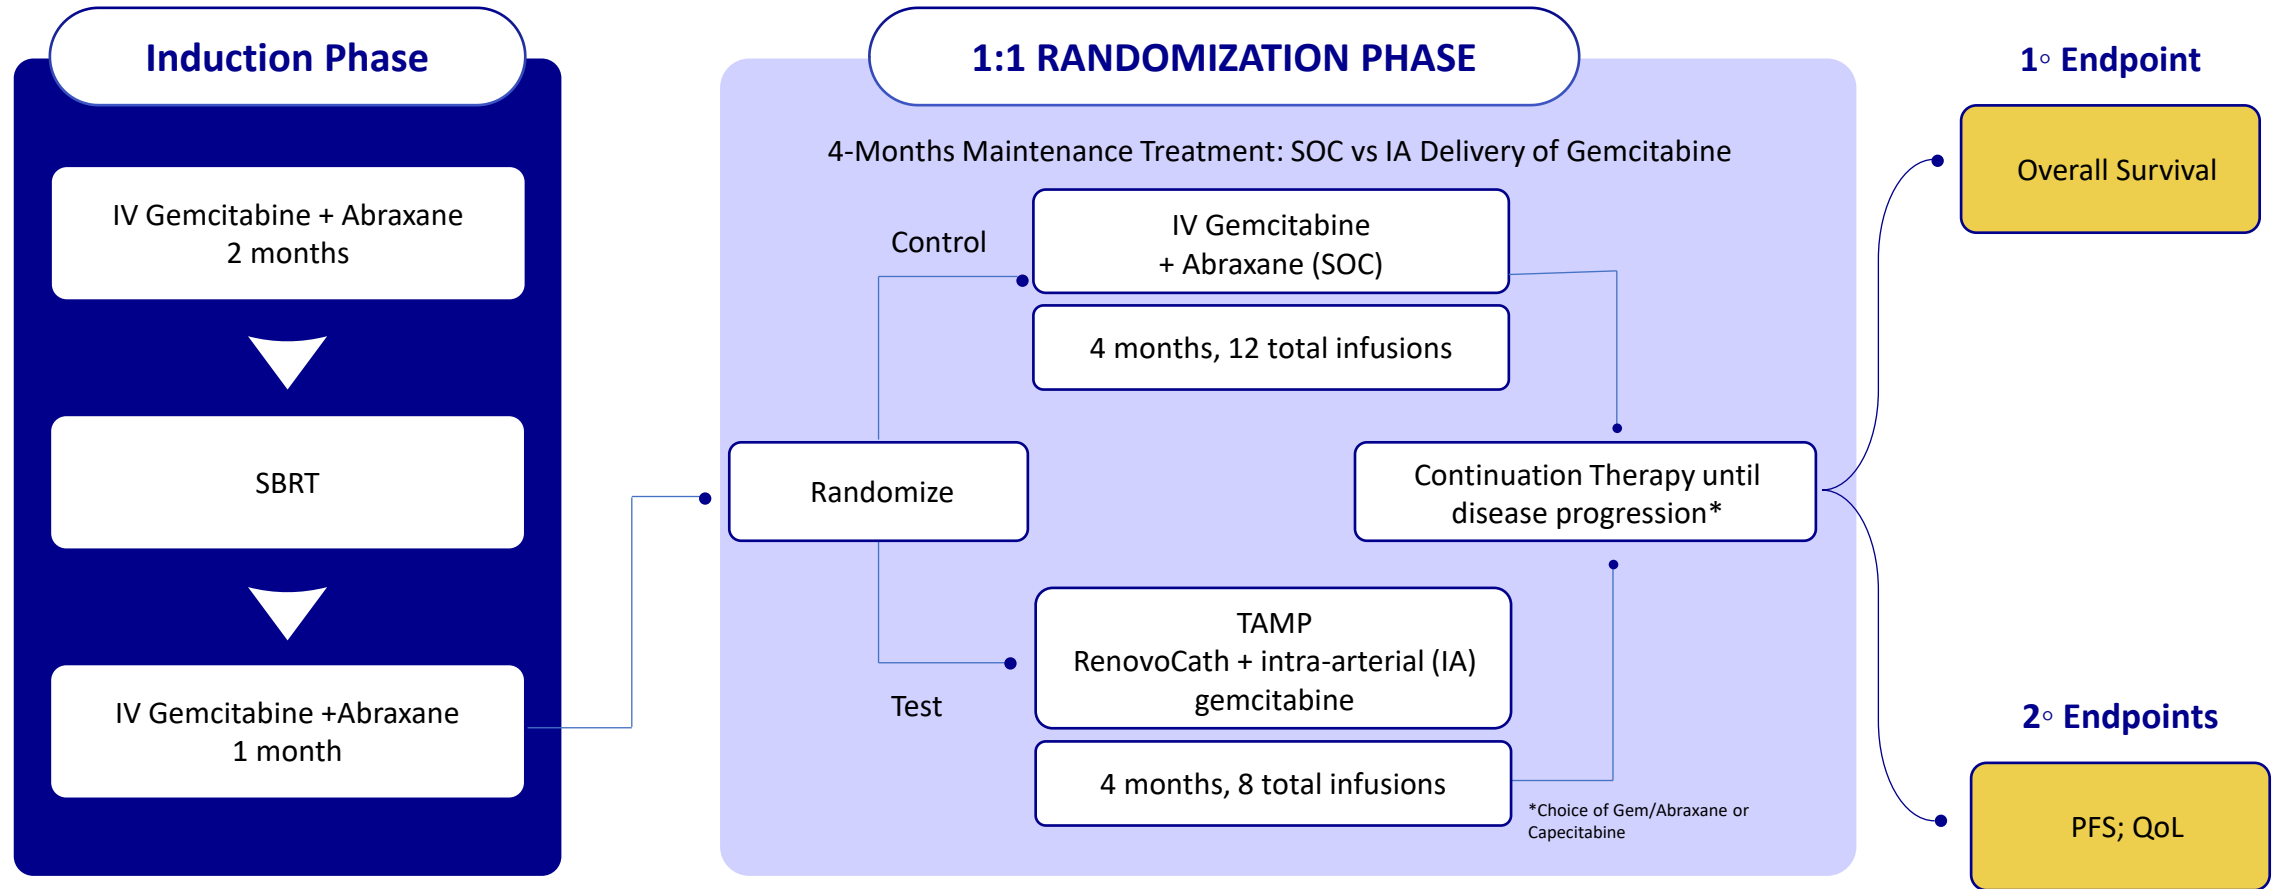 Induction Phase
IV Gemcitabine + Abraxane
2 months
SBRT
IV Gemcitabine +Abraxane
1 month
1:1 RANDOMIZATION PHASE
4-Months Maintenance Treatment: SOC vs IA Delivery of Gemcitabine
Randomize
Control
IV Gemcitabine
+ Abraxane (SOC)
4 months, 12 total infusions
Test
TAMP
RenovoCath + intra-arterial (IA)
gemcitabine
4 months, 8 total infusions
Continuation Therapy until
disease progression*
*Choice of Gem/Abraxane or
Capecitabine
1◦ Endpoint
Overall Survival
2◦ Endpoints
PFS; QoL